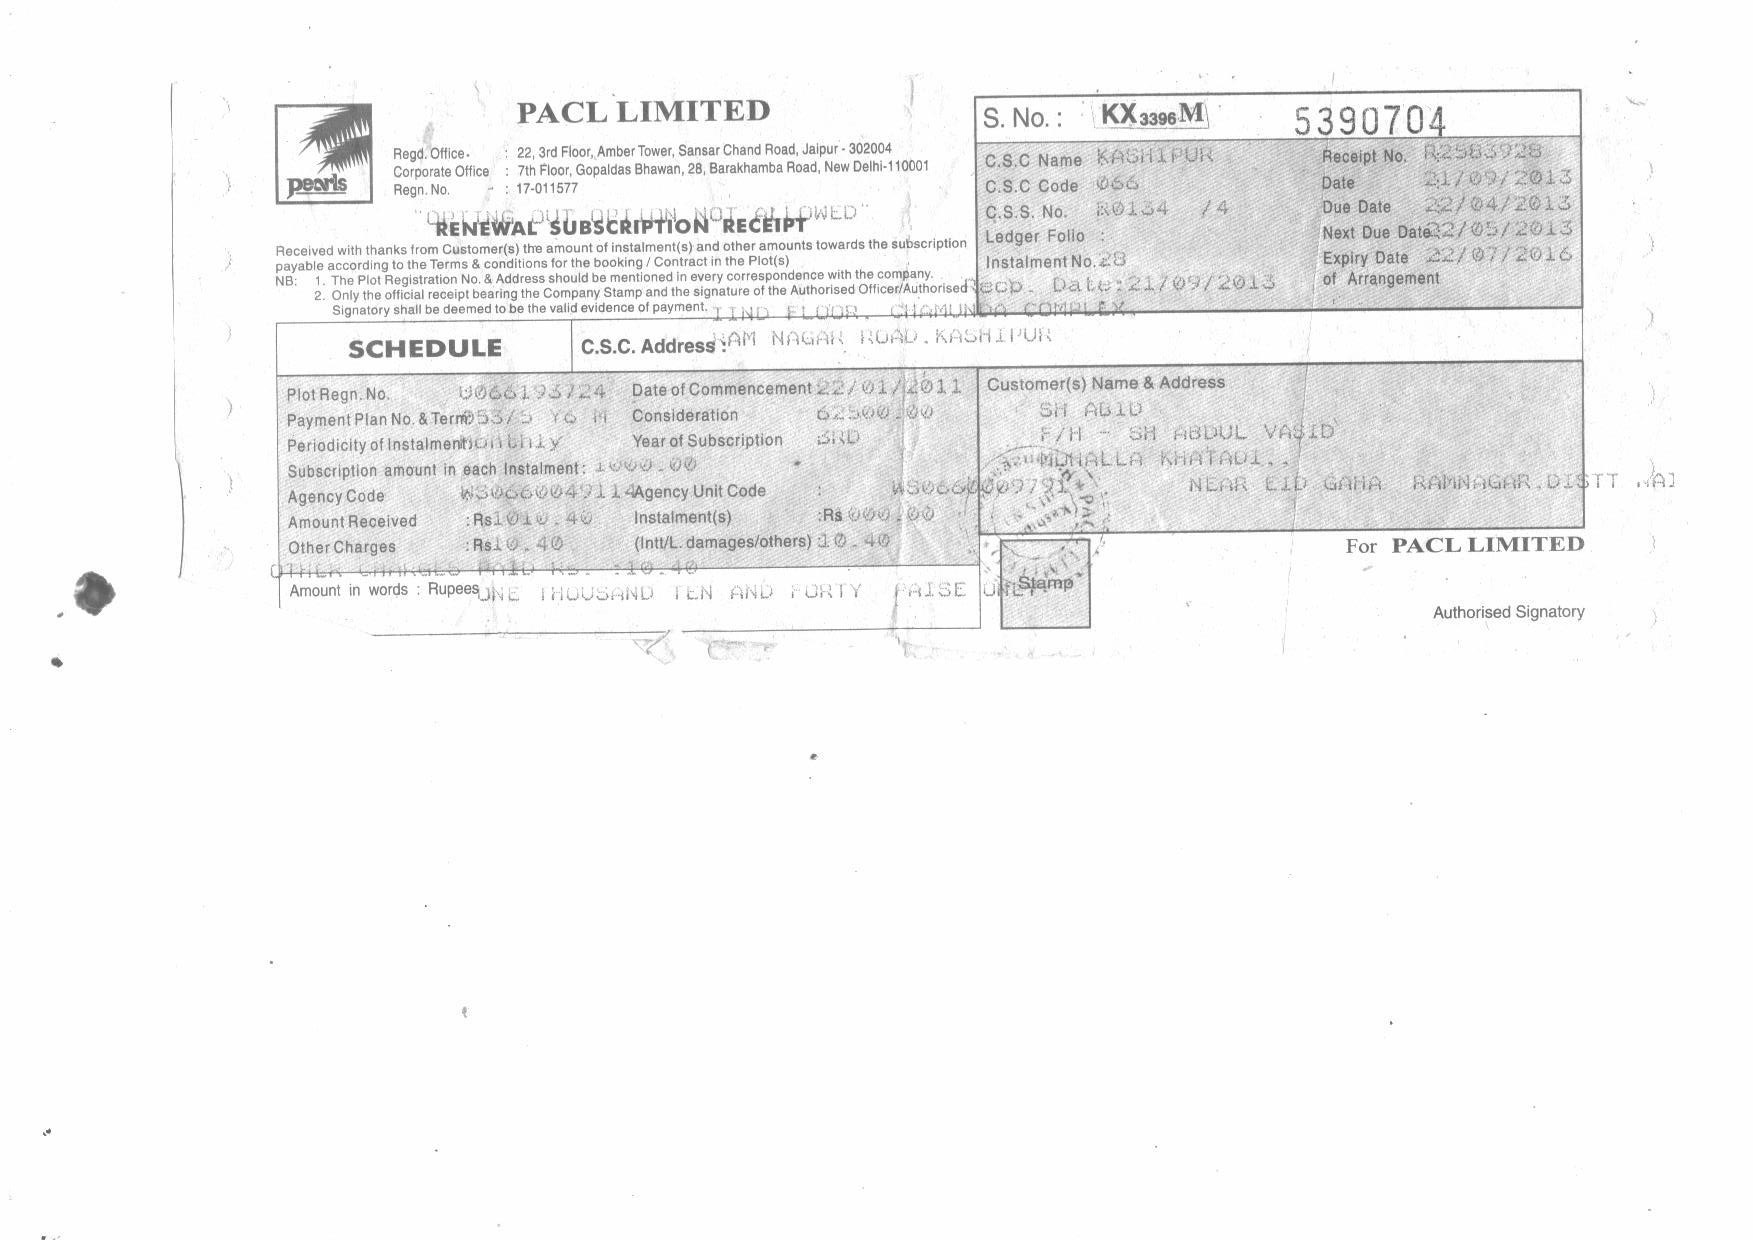 pearls
PACL LIMITED
Regd. Office : 22, 3rd Floor, Amber Tower, Sansar Chand Road, Jaipur - 302004
Corporate Office : 7th Floor, Gopaldas Bhawan, 28, Barakhamba Road, New Delhi-110001
Regn. No. : 17-011577
"OPTING OUT OPTION NOT ALLOWED"
RENEWAL SUBSCRIPTION RECEIPT
Received with thanks from Customer(s) the amount of instalment(s) and other amounts towards the subscription
payable according to the Terms & conditions for the booking / Contract in the Plot(s)
NB: 1. The Plot Registration No. & Address should be mentioned in every correspondence with the company.
2. Only the official receipt bearing the Company Stamp and the signature of the Authorised Officer/Authorised
Signatory shall be deemed to be the valid evidence of payment.
S. No. : KX 3396 M 5390704
C.S.C Name KASHIPUR Receipt No. R2583928
C.S.C Code 066 Date 21/09/2013
C.S.S. No. R0134 /4 Due Date 22/04/2013
Ledger Folio : Next Due Date 22/05/2013
Instalment No. 28 Expiry Date 22/07/2016
of Arrangement
Date:21/09/2013
IIND FLOOR, CHAMUNDA COMPLEX,
SCHEDULE
C.S.C. Address : RAM NAGAR ROAD, KASHIPUR
Plot Regn. No. U066193724 Date of Commencement 22/01/2011
Payment Plan No. & Term 053/5 Y6 M Consideration 62500.00
Periodicity of Instalment Monthly Year of Subscription 3RD
Subscription amount in each Instalment : 1000.00
Agency Code WS0660049114 Agency Unit Code :
Amount Received :Rs 1010.40 Instalment(s) :Rs 000.00
Other Charges :Rs 10.40 (Intt/L. damages/others) 10.40
OTHER CHARGES PAID RS. :10.40
Amount in words : Rupees ONE THOUSAND TEN AND FORTY PAISE ONLY
Customer(s) Name & Address
SH ABID
F/H - SH ABDUL VASID
MOHALLA KHATADI,.
NEAR EID GAHA RAMNAGAR,DISTT
Stamp
For PACL LIMITED
Authorised Signatory